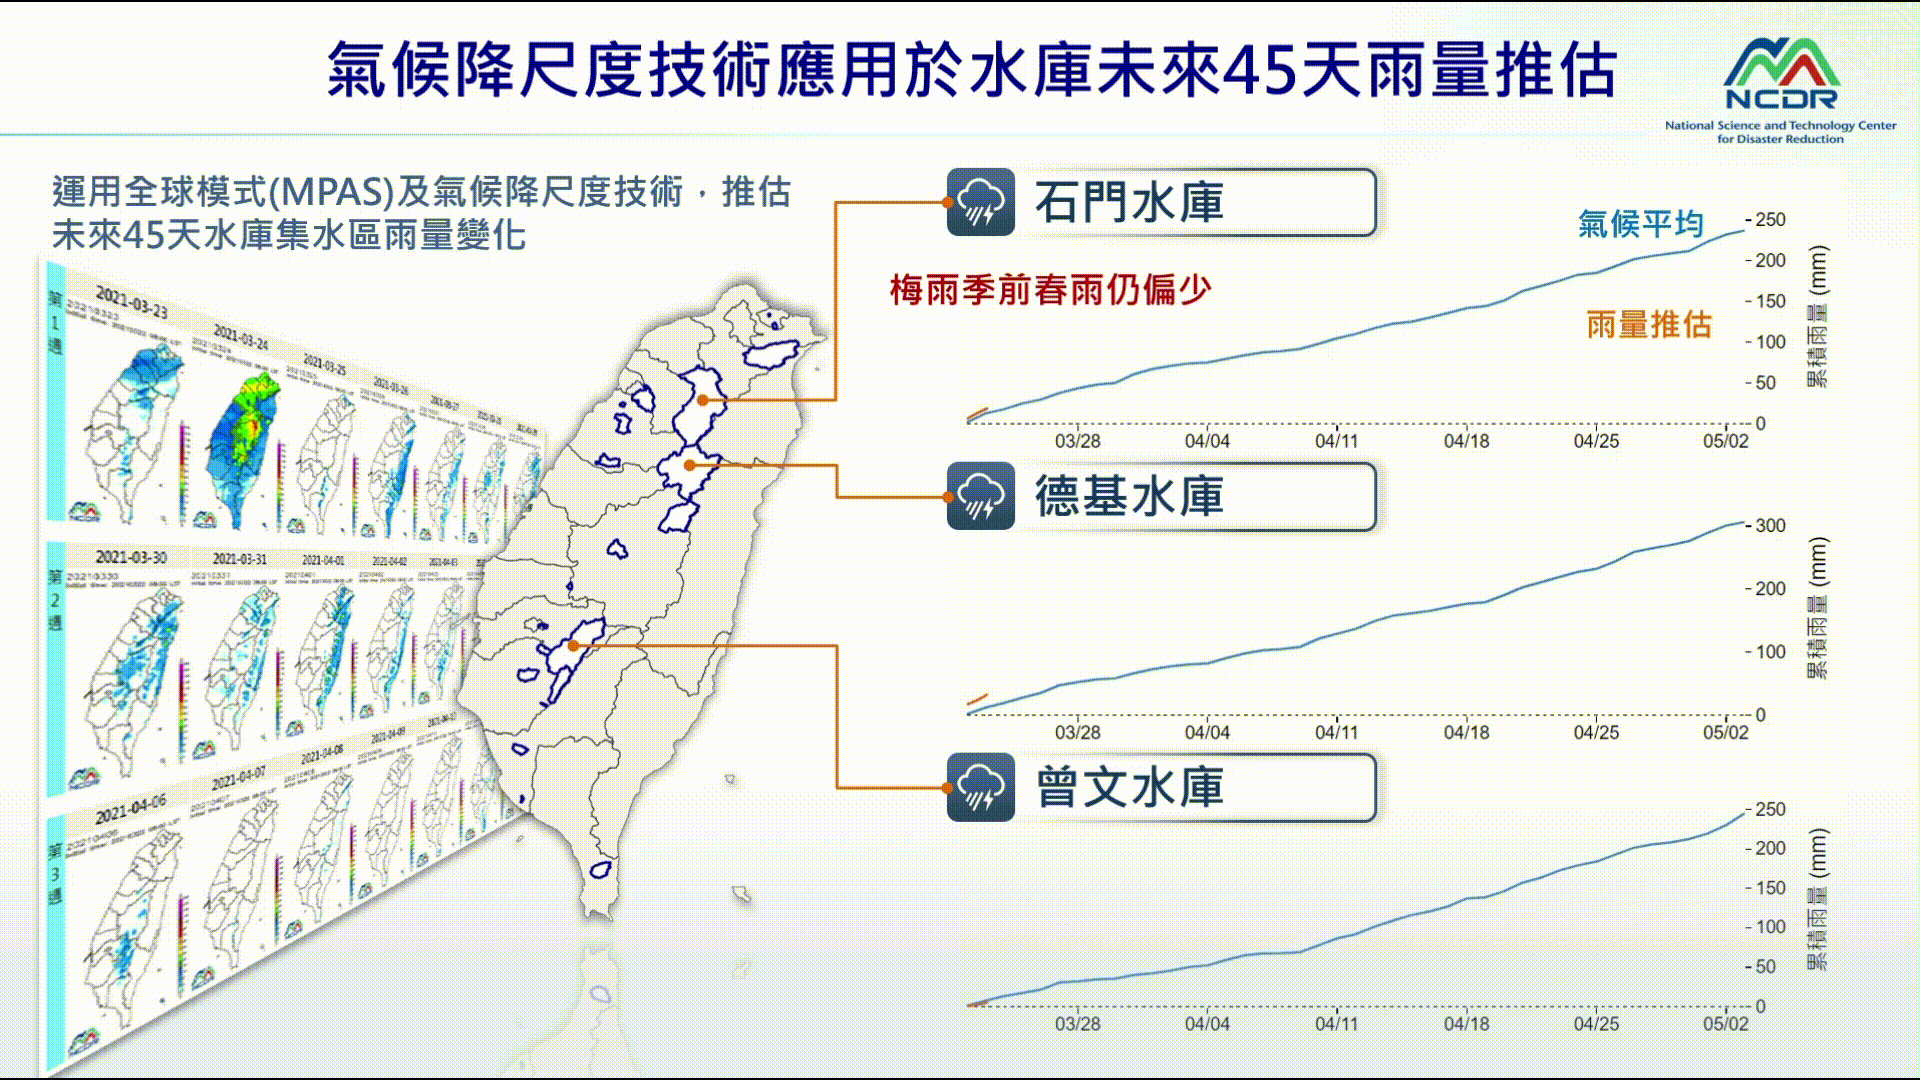 氣候降尺度技術應用於水庫未來45天雨量推估
NCDR
National Science and Technology Center
for Disaster Reduction
運用全球模式(MPAS)及氣候降尺度技術，推估
未來45天水庫集水區雨量變化
第1週
2021-03-23
2021-03-24
2021-03-25
2021-03-26
第2週
2021-03-30
2021-03-31
2021-04-01
2021-04-02
2021-04-03
第3週
2021-04-06
2021-04-07
2021-04-08
2021-04-09
石門水庫
梅雨季前春雨仍偏少
氣候平均
雨量推估
250
200
150
100
50
0
累積雨量 (mm)
03/28 04/04 04/11 04/18 04/25 05/02
德基水庫
300
200
100
0
累積雨量 (mm)
03/28 04/04 04/11 04/18 04/25 05/02
曾文水庫
250
200
150
100
50
0
累積雨量 (mm)
03/28 04/04 04/11 04/18 04/25 05/02